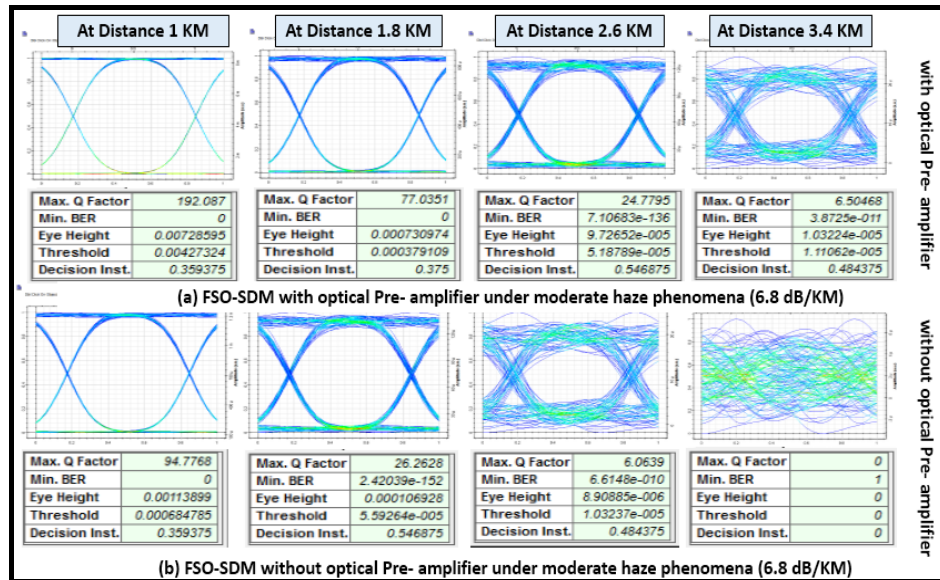 At Distance 1 KM
At Distance 1.8 KM
At Distance 2.6 KM
At Distance 3.4 KM
with optical Pre- amplifier
Max. Q Factor 192.087
Min. BER 0
Eye Height 0.00728595
Threshold 0.00427324
Decision Inst. 0.359375
Max. Q Factor 77.0351
Min. BER 0
Eye Height 0.000730974
Threshold 0.000379109
Decision Inst. 0.375
Max. Q Factor 24.7795
Min. BER 7.10683e-136
Eye Height 9.72652e-005
Threshold 5.18789e-005
Decision Inst. 0.546875
Max. Q Factor 6.50468
Min. BER 3.8725e-011
Eye Height 1.03224e-005
Threshold 1.11062e-005
Decision Inst. 0.484375
(a) FSO-SDM with optical Pre- amplifier under moderate haze phenomena (6.8 dB/KM)
without optical Pre- amplifier
Max. Q Factor 94.7768
Min. BER 0
Eye Height 0.00113899
Threshold 0.000684785
Decision Inst. 0.359375
Max. Q Factor 26.2628
Min. BER 2.42039e-152
Eye Height 0.000106928
Threshold 5.59264e-005
Decision Inst. 0.546875
Max. Q Factor 6.0639
Min. BER 6.6148e-010
Eye Height 8.90885e-006
Threshold 1.03237e-005
Decision Inst. 0.484375
Max. Q Factor 0
Min. BER 1
Eye Height 0
Threshold 0
Decision Inst. 0
(b) FSO-SDM without optical Pre- amplifier under moderate haze phenomena (6.8 dB/KM)